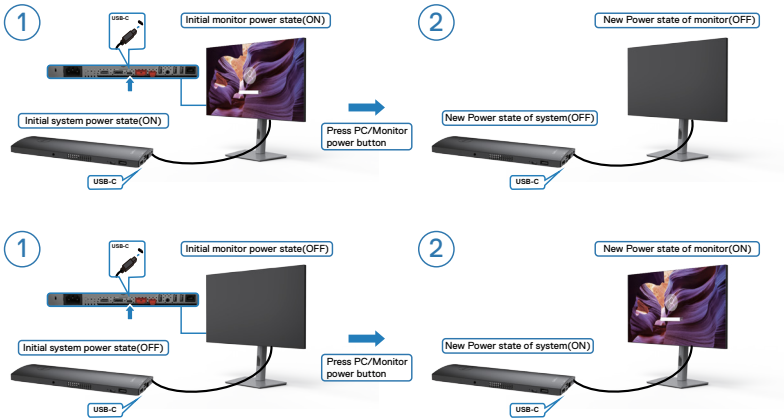 1
USB-C
Initial monitor power state(ON)
Initial system power state(ON)
USB-C
Press PC/Monitor
power button
2
New Power state of monitor(OFF)
New Power state of system(OFF)
USB-C
1
USB-C
Initial monitor power state(OFF)
Initial system power state(OFF)
USB-C
Press PC/Monitor
power button
2
New Power state of monitor(ON)
New Power state of system(ON)
USB-C